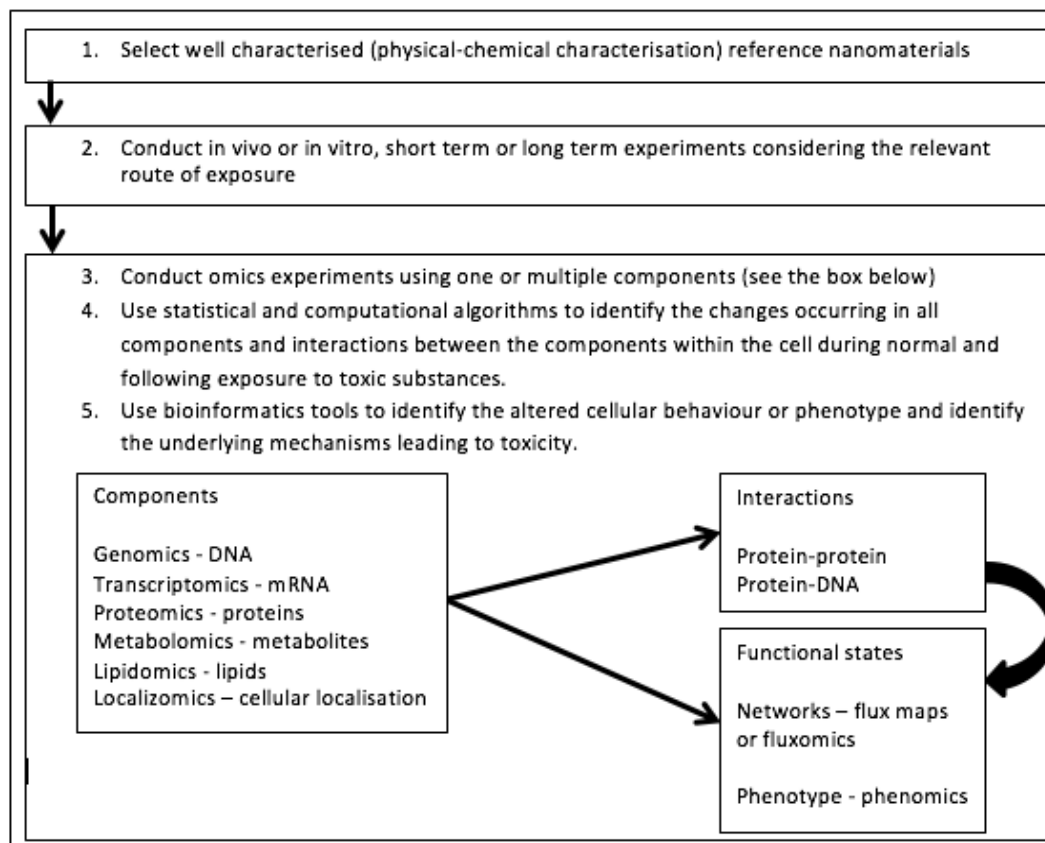 1. Select well characterised (physical-chemical characterisation) reference nanomaterials
2. Conduct in vivo or in vitro, short term or long term experiments considering the relevant
route of exposure
3. Conduct omics experiments using one or multiple components (see the box below)
4. Use statistical and computational algorithms to identify the changes occurring in all
components and interactions between the components within the cell during normal and
following exposure to toxic substances.
5. Use bioinformatics tools to identify the altered cellular behaviour or phenotype and identify
the underlying mechanisms leading to toxicity.
Components
Genomics - DNA
Transcriptomics - mRNA
Proteomics - proteins
Metabolomics - metabolites
Lipidomics - lipids
Localizomics – cellular localisation
Interactions
Protein-protein
Protein-DNA
Functional states
Networks – flux maps
or fluxomics
Phenotype - phenomics